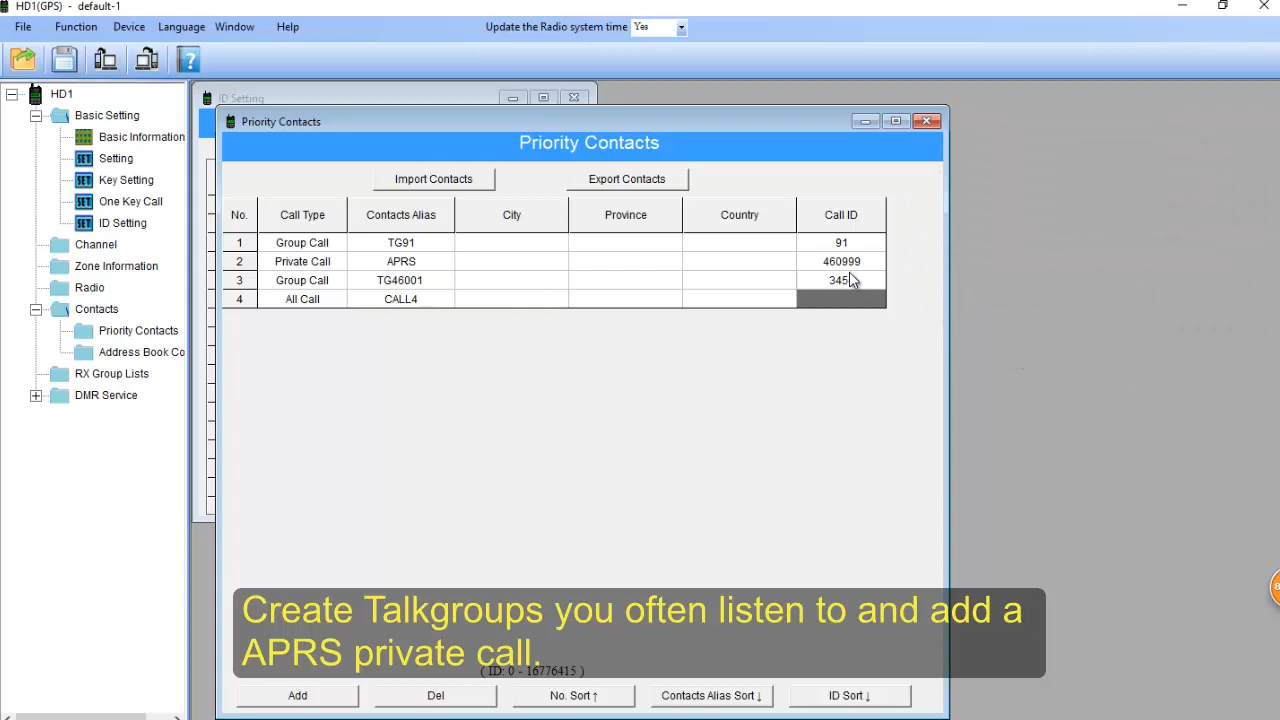 HD1(GPS) - default-1
File Function Device Language Window Help Update the Radio system time Yes
HD1
Basic Setting
Basic Information
Setting
Key Setting
One Key Call
ID Setting
Channel
Zone Information
Radio
Contacts
Priority Contacts
Address Book Co
RX Group Lists
DMR Service
ID Setting
Priority Contacts
Priority Contacts
Import Contacts Export Contacts
No. Call Type Contacts Alias City Province Country Call ID
1 Group Call TG91 91
2 Private Call APRS 460999
3 Group Call TG46001
4 All Call CALL4
Create Talkgroups you often listen to and add a
APRS private call.
( ID: 0 - 16776415 )
Add Del No. Sort↑ Contacts Alias Sort↓ ID Sort↓